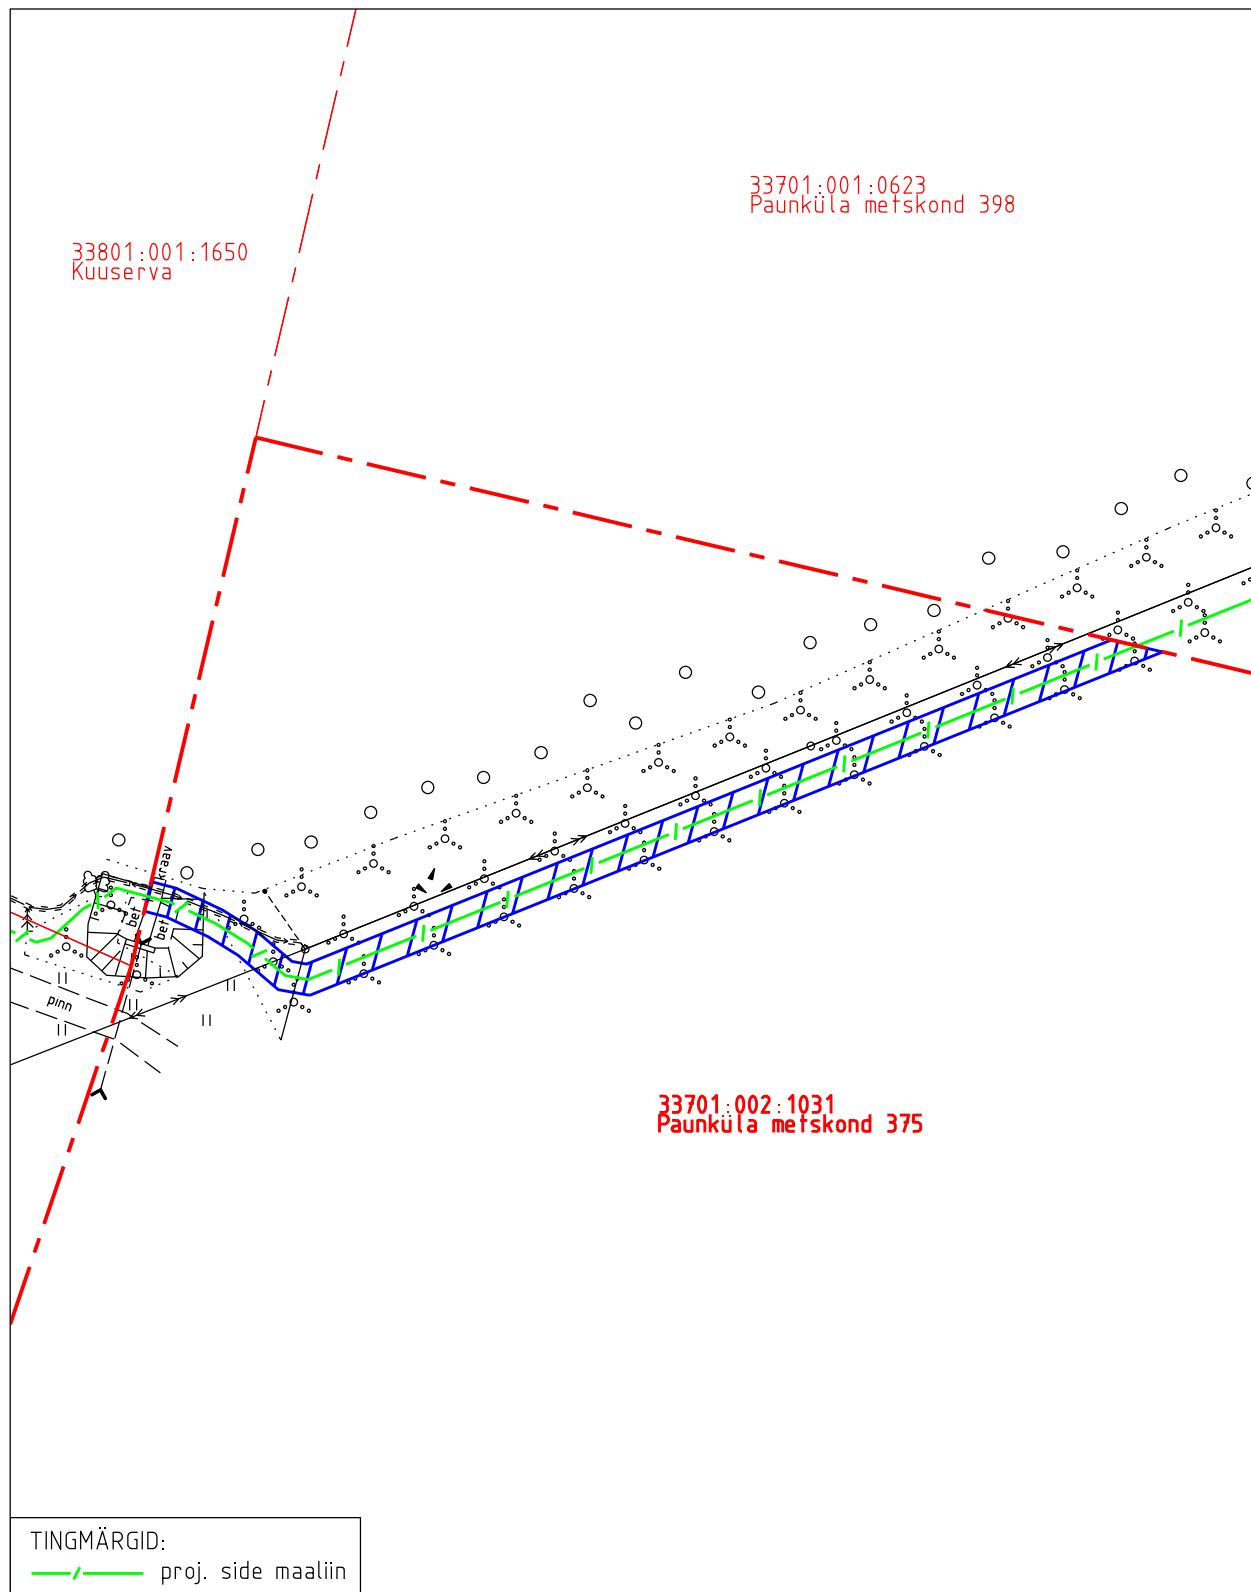 33701:001:0623
Paunküla metskond 398
33801:001:1650
Kuuserva
kraav
bet
bet
pinn
33701:002:1031
Paunküla metskond 375
TINGMÄRGID:
proj. side maaliin